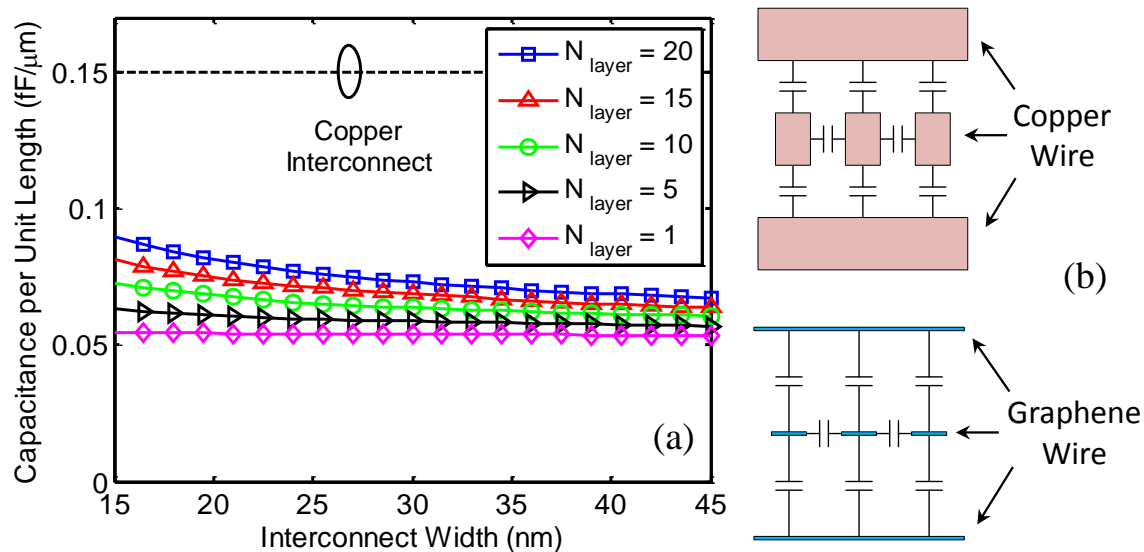 Capacitance per Unit Length (fF/μm)
0.15
0.1
0.05
0
15
20
25
30
35
40
45
Interconnect Width (nm)
Copper
Interconnect
N layer = 20
N layer = 15
N layer = 10
N layer = 5
N layer = 1
(a)
Copper
Wire
(b)
Graphene
Wire